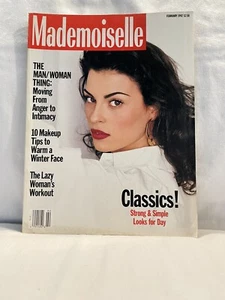 Mademoiselle
THE
MAN/WOMAN
THING:
Moving
From
Anger to
Intimacy
10 Makeup
Tips to
Warm a
Winter Face
The Lazy
Woman's
Workout
Classics!
Strong & Simple
Looks for Day